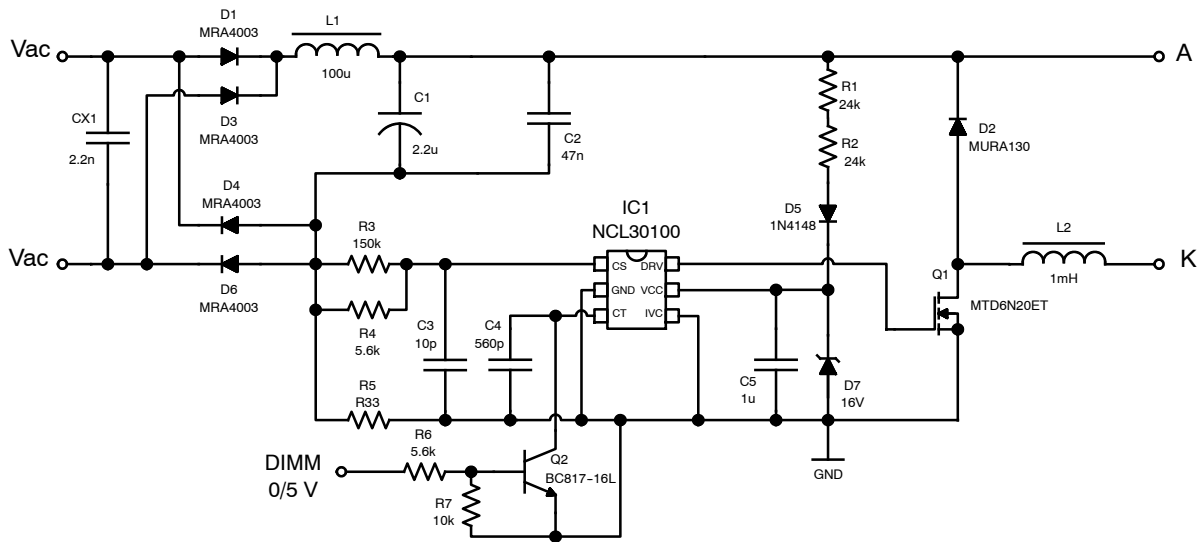 D1
MRA4003
L1
Vac
A
100u
R1
24k
C1
2.2u
CX1
2.2n
D3
MRA4003
C2
47n
R2
24k
D2
MURA130
D4
MRA4003
IC1
NCL30100
D5
1N4148
R3
150k
L2
Vac
K
CS
DRV
1mH
D6
MRA4003
GND
VCC
Q1
MTD6N20ET
CT
IVC
R4
5.6k
C3
10p
C4
560p
R5
R33
C5
1u
D7
16V
R6
5.6k
DIMM
0/5 V
Q2
BC817-16L
GND
R7
10k